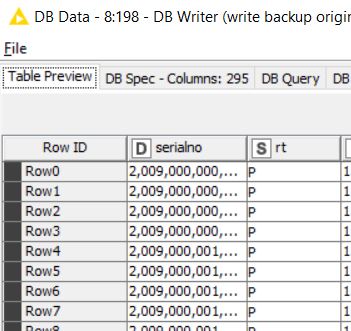 DB Data - 8:198 - DB Writer (write backup origin
File
Table Preview DB Spec - Columns: 295 DB Query DB
Row ID D serialno S rt
Row0 2,009,000,000,... P 1
Row1 2,009,000,000,... P 1
Row2 2,009,000,000,... P 1
Row3 2,009,000,000,... P 1
Row4 2,009,000,001,... P 1
Row5 2,009,000,001,... P 1
Row6 2,009,000,001,... P 1
Row7 2,009,000,001,... P 1
Row8 2,009,000,001 P 1